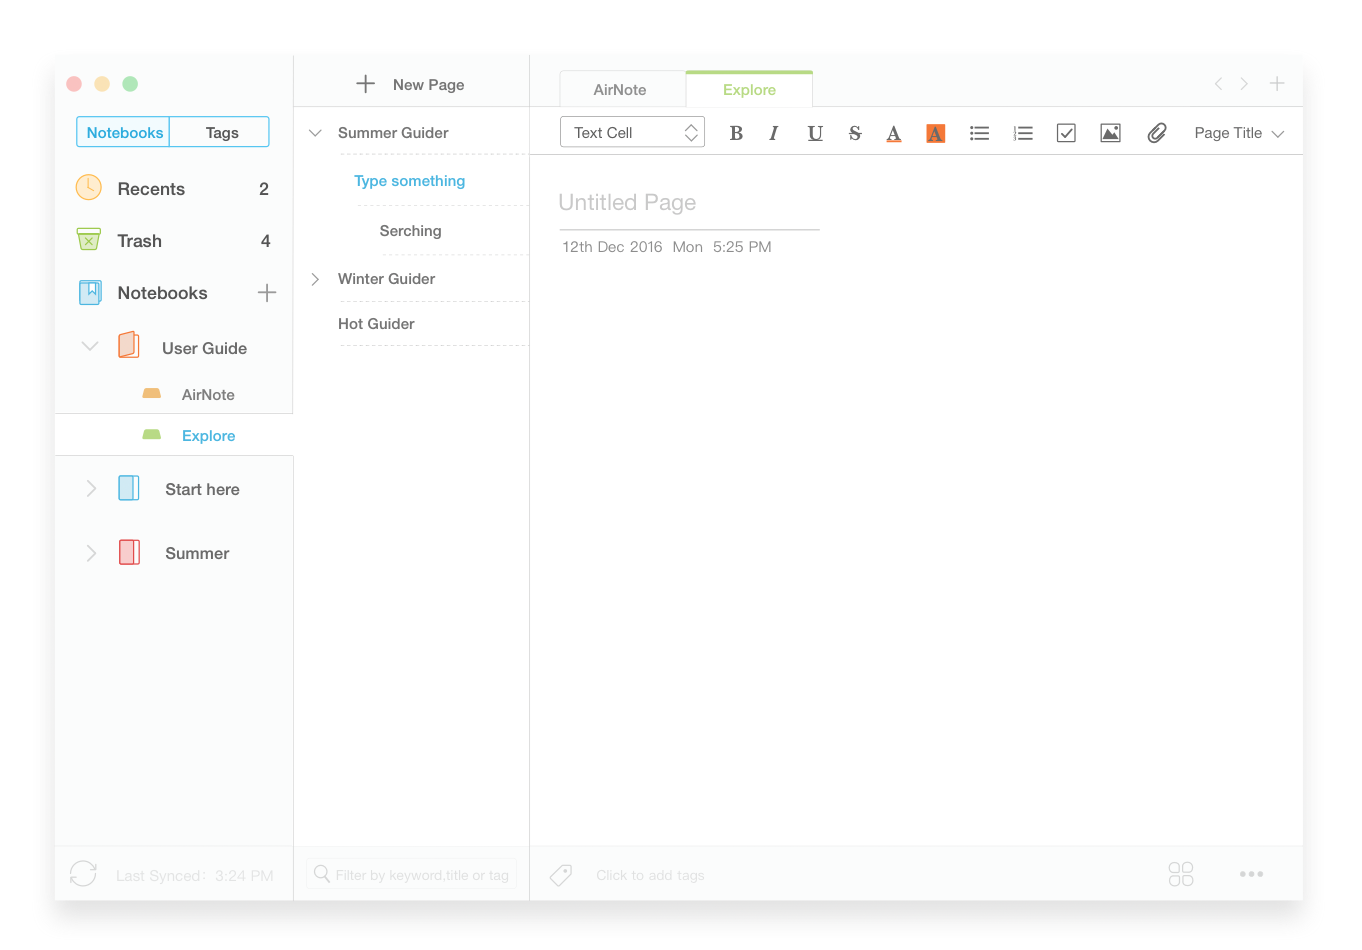 Notebooks Tags
Recents 2
Trash 4
Notebooks
User Guide
AirNote
Explore
Start here
Summer
Last Synced: 3:24 PM
New Page
Summer Guider
Type something
Serching
Winter Guider
Hot Guider
Filter by keyword,title or tag
AirNote Explore
Text Cell B I U S A A Page Title
Untitled Page
12th Dec 2016 Mon 5:25 PM
Click to add tags